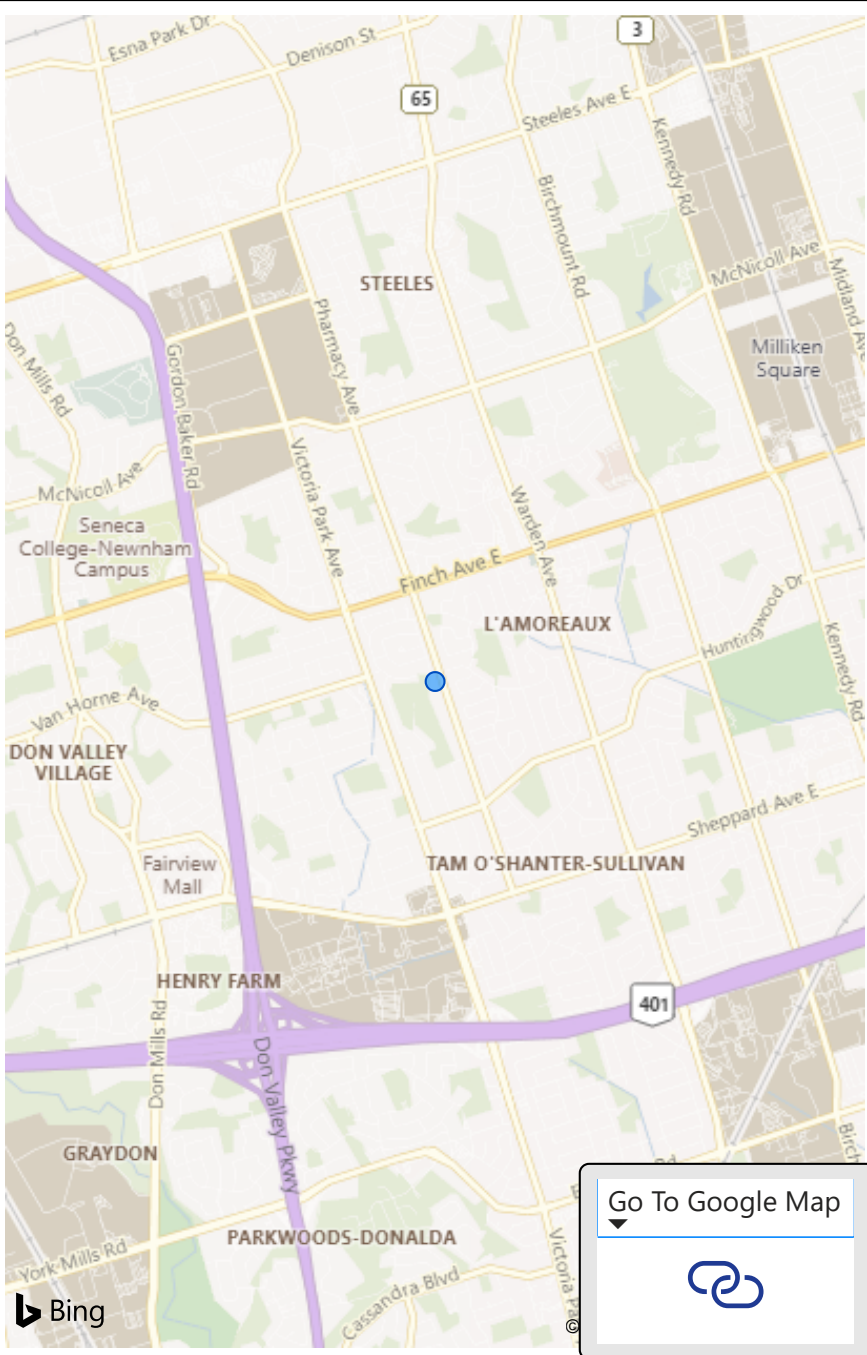 Esna Park Dr
Denison St
3
65
Steeles Ave E
Kennedy Rd
Birchmount Rd
McNicoll Ave
STEELES
Midland Ave
Pharmacy Ave
Don Mills Rd
Gordon Baker Rd
Milliken
Square
Victoria Park Ave
McNicoll Ave
Warden Ave
Seneca
College-Newnham
Campus
Finch Ave E
L'AMOREAUX
Huntingwood Dr
Kennedy Rd
Van Horne Ave
DON VALLEY
VILLAGE
Sheppard Ave E
Fairview
Mall
TAM O'SHANTER-SULLIVAN
HENRY FARM
401
Don Mills Rd
Don Valley Pkwy
GRAYDON
Birch
Go To Google Map
PARKWOODS-DONALDA
York Mills Rd
Victoria Pa
Cassandra Blvd
Bing
©